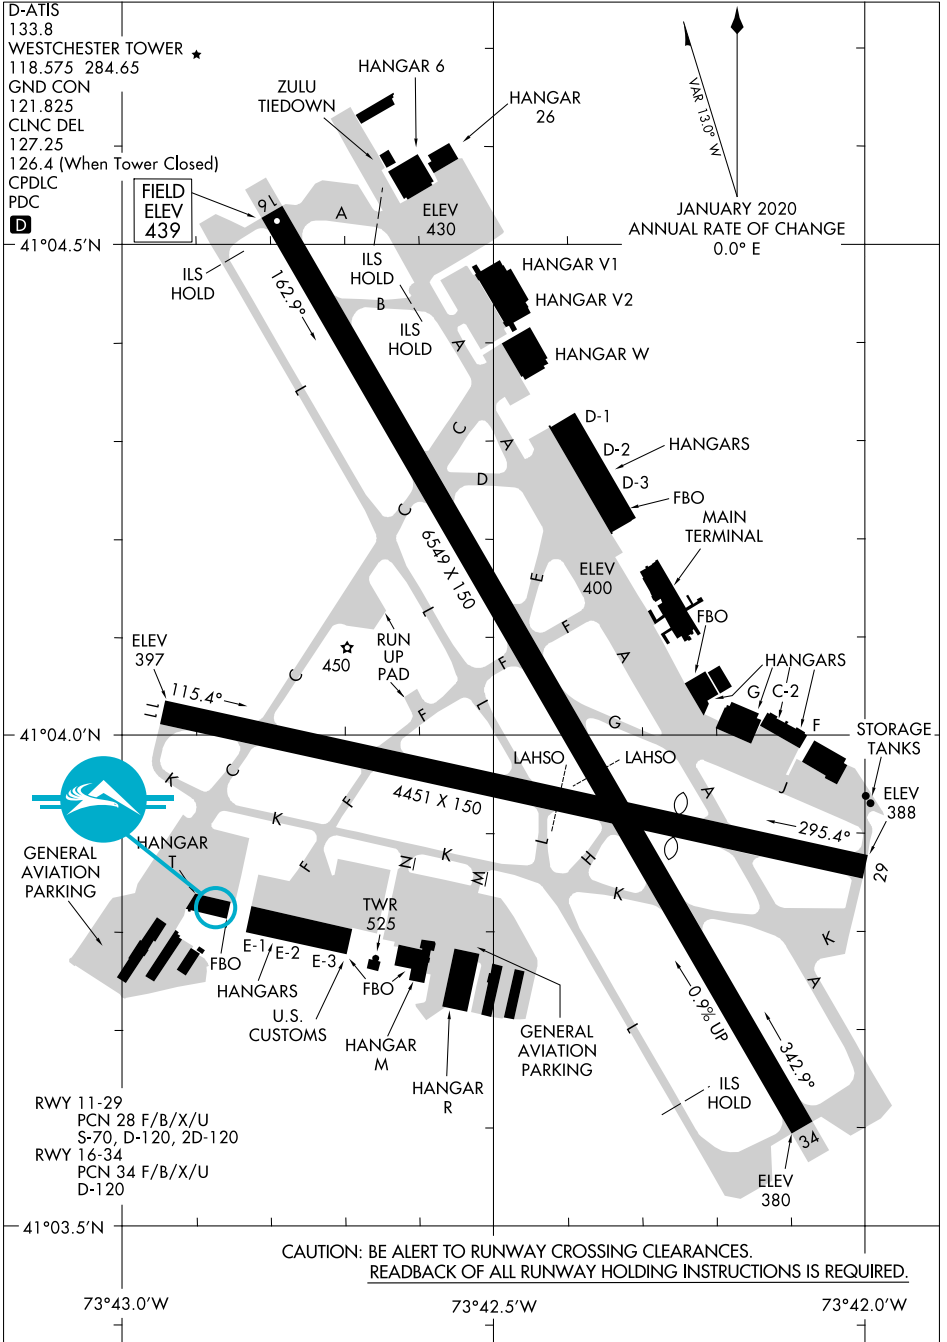 D-ATIS
133.8
WESTCHESTER TOWER
118.575 284.65
GND CON
121.825
CLNC DEL
127.25
126.4 (When Tower Closed)
CPDLC
PDC
D
FIELD
ELEV
439
ZULU
TIEDOWN
HANGAR 6
HANGAR
26
VAR 13.0° W
JANUARY 2020
ANNUAL RATE OF CHANGE
0.0° E
41°04.5'N
16
A
ELEV
430
ILS
HOLD
ILS
HOLD
162.9°
B
ILS
HOLD
A
HANGAR V1
HANGAR V2
HANGAR W
L
C
A
D
C
D-1
D-2
D-3
HANGARS
FBO
MAIN
TERMINAL
6549 X 150
E
ELEV
400
L
F
A
FBO
RUN
UP
PAD
450
ELEV
397
C
F
F
L
G
HANGARS
G
C-2
F
115.4°
11
41°04.0'N
STORAGE
TANKS
ELEV
388
LAHSO
LAHSO
K
C
F
4451 X 150
A
J
295.4°
29
K
L
H
K
K
HANGAR
T
GENERAL
AVIATION
PARKING
F
M
M
TWR
525
K
A
FBO
E-1
E-2
E-3
HANGARS
FBO
U.S.
CUSTOMS
HANGAR
M
HANGAR
R
GENERAL
AVIATION
PARKING
L
0.9% UP
342.9°
ILS
HOLD
34
ELEV
380
RWY 11-29
PCN 28 F/B/X/U
S-70, D-120, 2D-120
RWY 16-34
PCN 34 F/B/X/U
D-120
41°03.5'N
CAUTION: BE ALERT TO RUNWAY CROSSING CLEARANCES.
READBACK OF ALL RUNWAY HOLDING INSTRUCTIONS IS REQUIRED.
73°43.0'W
73°42.5'W
73°42.0'W